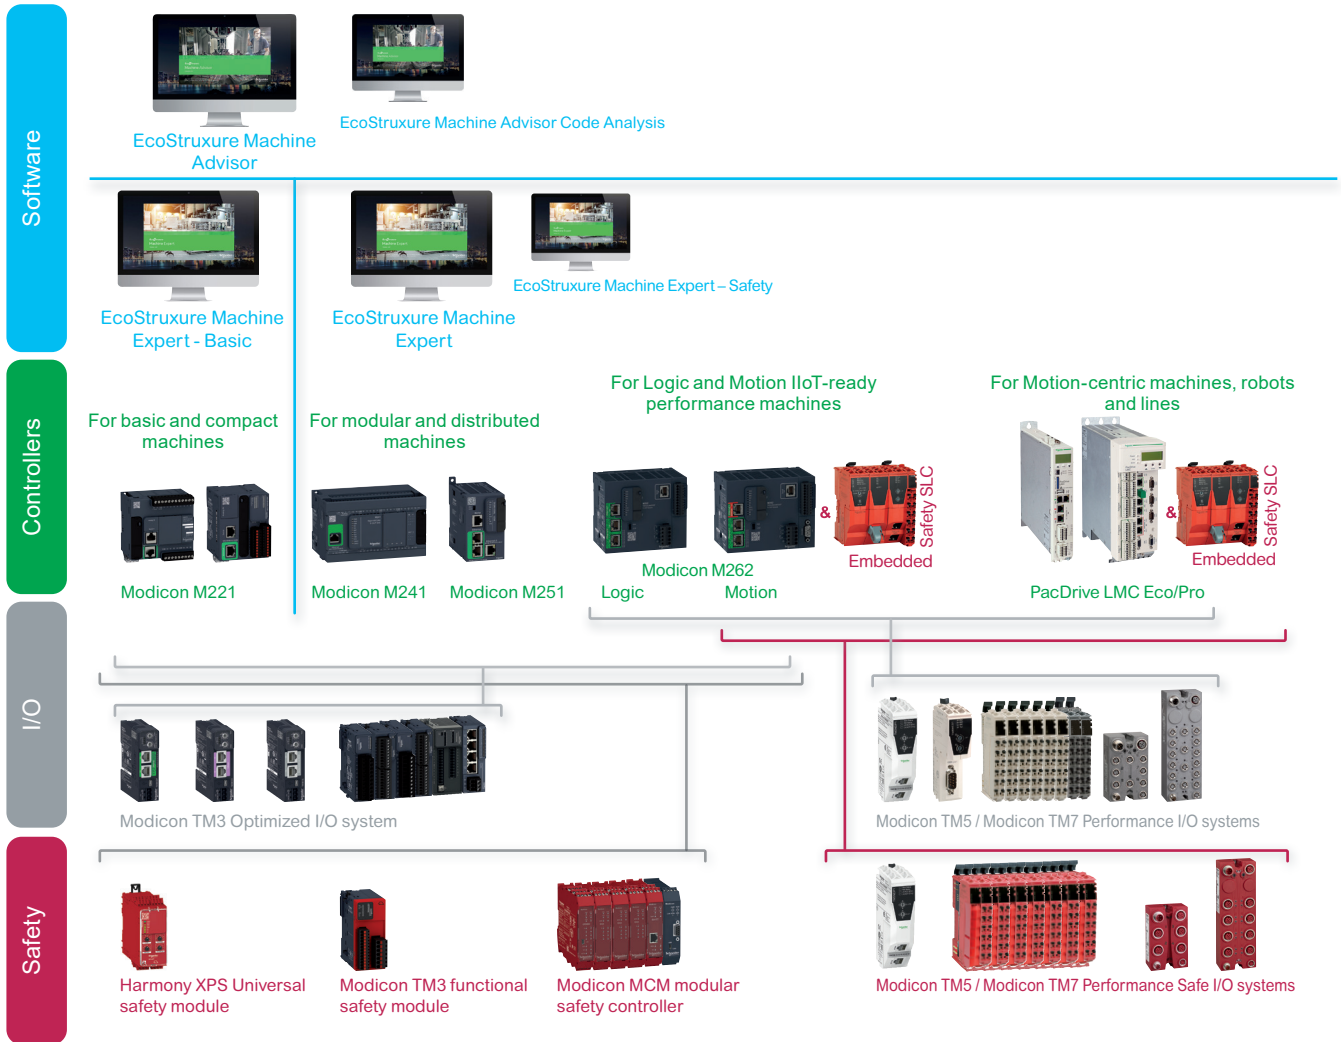 Software
EcoStruxure Machine
Advisor
EcoStruxure Machine Advisor Code Analysis
EcoStruxure Machine
Expert - Basic
EcoStruxure Machine
Expert
EcoStruxure Machine Expert – Safety
Controllers
For basic and compact
machines
For modular and distributed
machines
For Logic and Motion IIoT-ready
performance machines
For Motion-centric machines, robots
and lines
&
Safety SLC
Embedded
&
Safety SLC
Embedded
Modicon M221
Modicon M241
Modicon M251
Modicon M262
Logic
Motion
PacDrive LMC Eco/Pro
I/O
Modicon TM3 Optimized I/O system
Modicon TM5 / Modicon TM7 Performance I/O systems
Safety
Harmony XPS Universal
safety module
Modicon TM3 functional
safety module
Modicon MCM modular
safety controller
Modicon TM5 / Modicon TM7 Performance Safe I/O systems